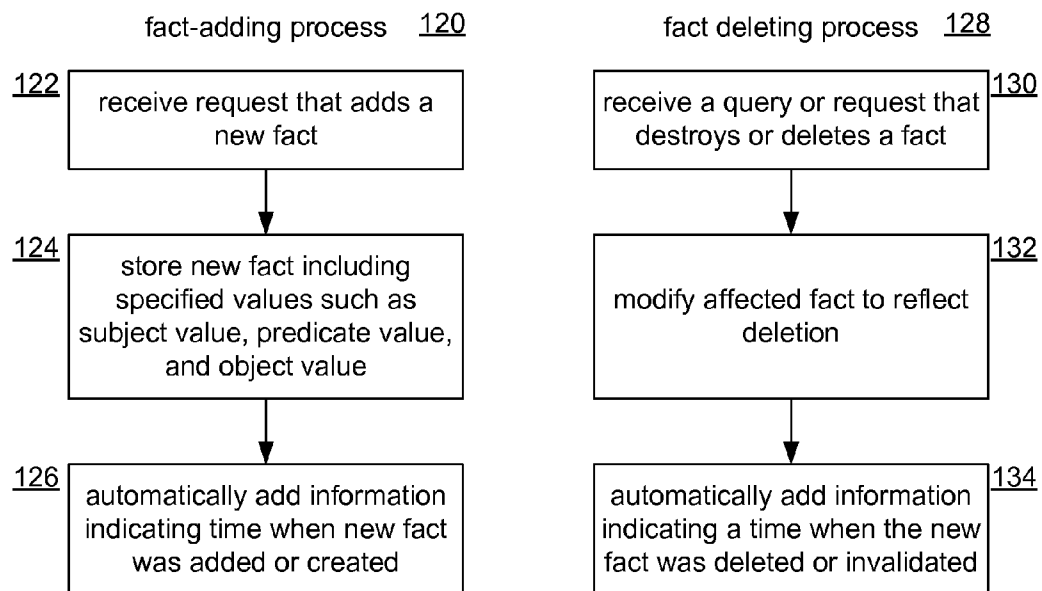 fact-adding process 120
122
receive request that adds a
new fact
124
store new fact including
specified values such as
subject value, predicate value,
and object value
126
automatically add information
indicating time when new fact
was added or created
fact deleting process 128
130
receive a query or request that
destroys or deletes a fact
132
modify affected fact to reflect
deletion
134
automatically add information
indicating a time when the new
fact was deleted or invalidated